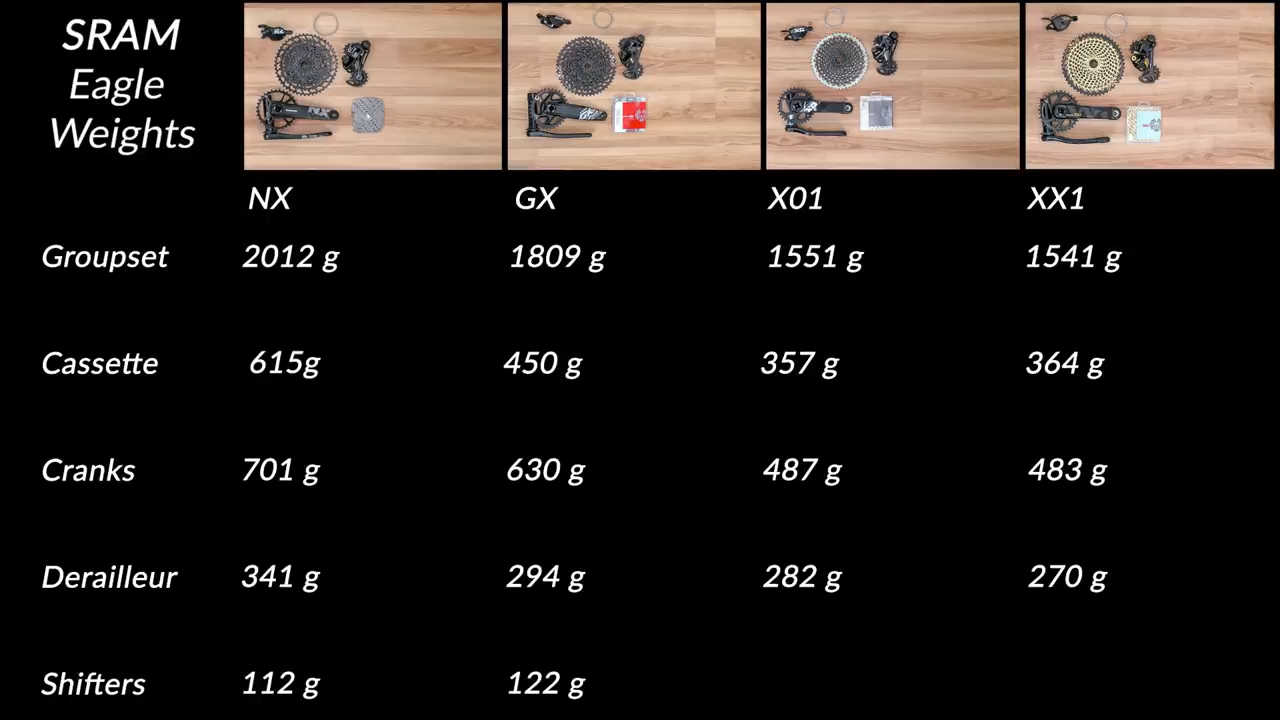 SRAM
Eagle
Weights
NX GX X01 XX1
Groupset 2012 g 1809 g 1551 g 1541 g
Cassette 615g 450 g 357 g 364 g
Cranks 701 g 630 g 487 g 483 g
Derailleur 341 g 294 g 282 g 270 g
Shifters 112 g 122 g